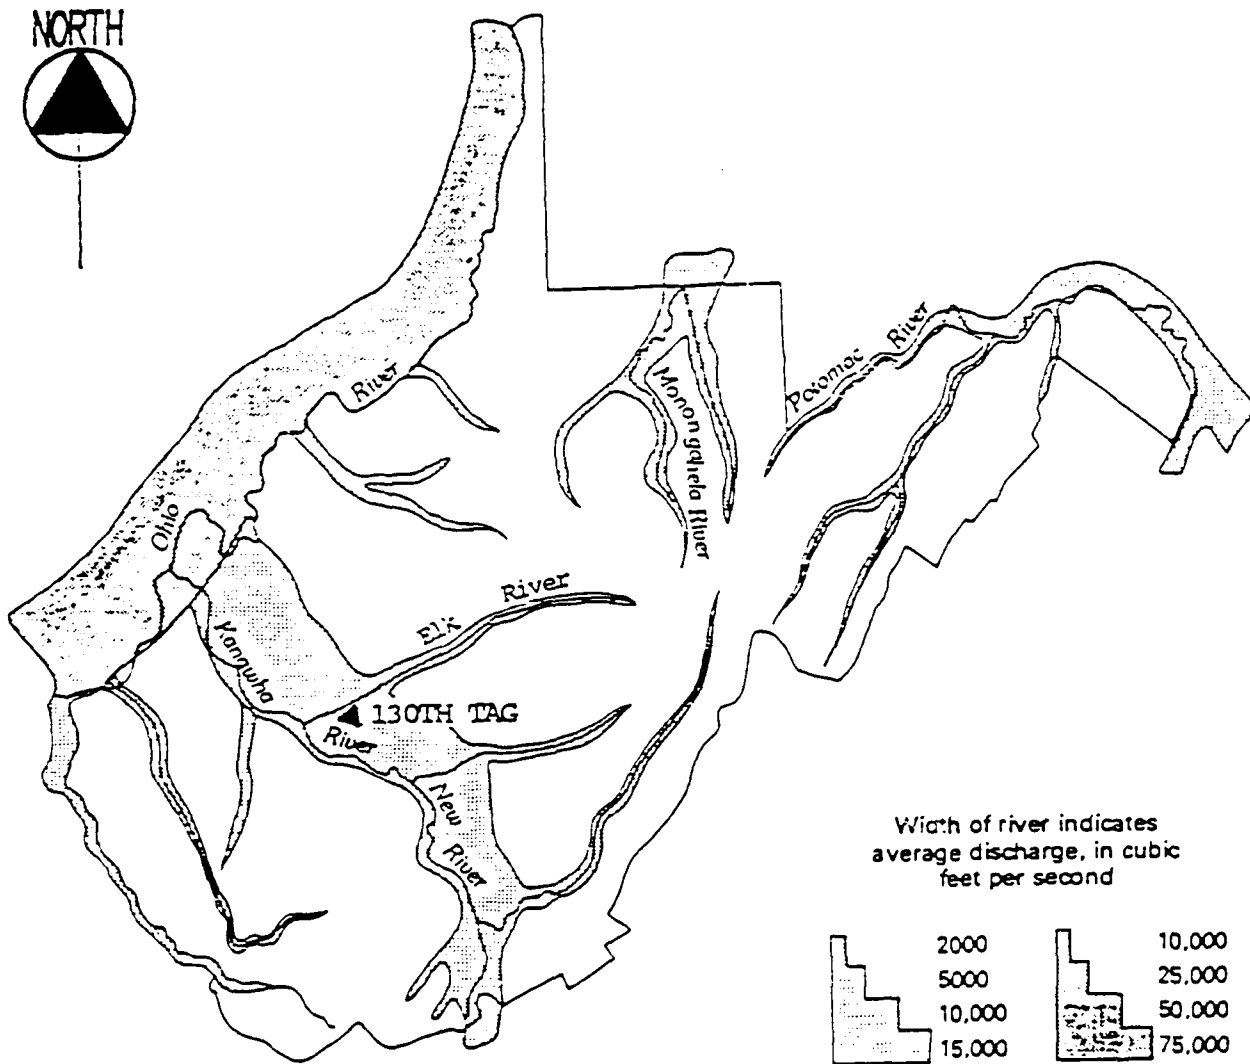 NORTH
Ohio
River
Kanawha
River
Elk River
130TH TAG
New
River
Monongahela River
Potomac River
Width of river indicates
average discharge, in cubic
feet per second
2000
5000
10,000
15,000
10,000
25,000
50,000
75,000